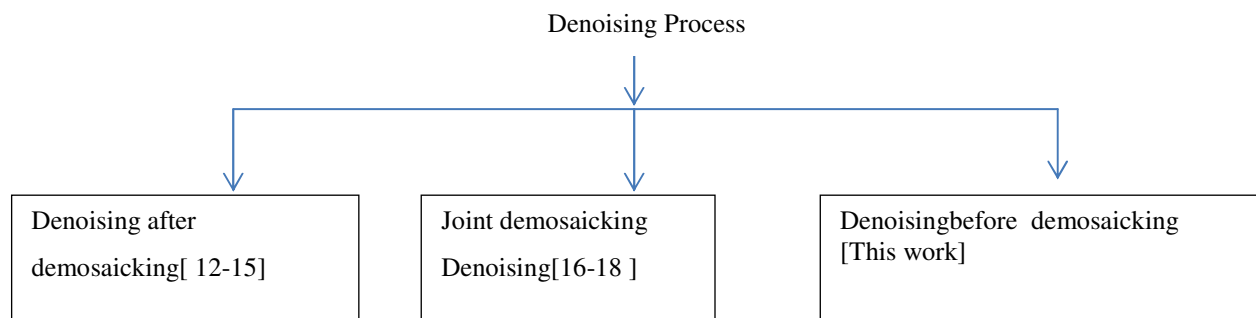 Denoising Process
Denoising after
demosaicking[ 12-15]
Joint demosaicking
Denoising[16-18 ]
Denoisingbefore  demosaicking
[This work]